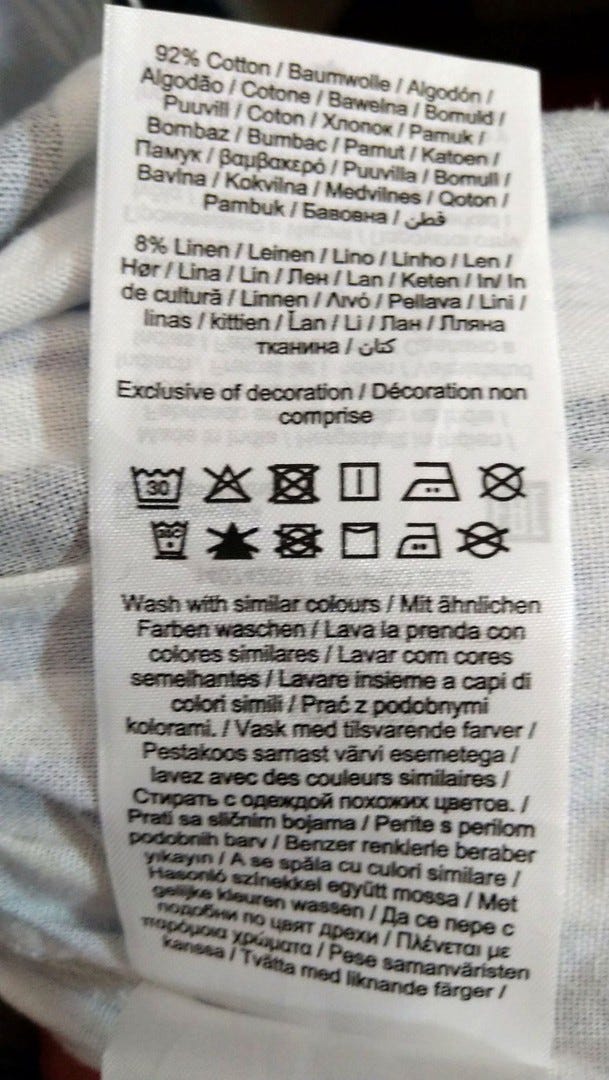 92% Cotton / Baumwolle / Algodón /
Algodão / Cotone / Bawełna / Bomuld /
Puuvill / Coton / Хлопок / Pamuk /
Bombaz / Bumbac / Pamut / Katoen /
Памук / βαμβακερό / Puuvilla / Bomull /
Bavlna / Kokvilna / Medvilnes / Qoton /
Pambuk / Бавовна / قطن
8% Linen / Leinen / Lino / Linho / Len /
Hør / Lina / Lin / Лен / Lan / Keten / In/ In
de cultură / Linnen / Λινό / Pellava / Lini /
linas / kittien / Ļan / Li / Лан / Лляна
тканина / كتان
Exclusive of decoration / Décoration non
comprise
30
30C
Wash with similar colours / Mit ähnlichen
Farben waschen / Lava la prenda con
colores similares / Lavar com cores
semelhantes / Lavare insieme a capi di
colori simili / Prać z podobnymi
kolorami. / Vask med tilsvarende farver /
Pestakoos samast värvi esemetega /
lavez avec des couleurs similaires /
Стирать с одеждой похожих цветов. /
Prati sa sličnim bojama / Perite s perilom
podobnih barv / Benzer renklerle beraber
yıkayın / A se spăla cu culori similare /
Hasonló színekkel együtt mossa / Met
gelijke kleuren wassen / Да се пере с
подобни по цвят дрехи / Πλένεται με
παρόμοια χρώματα / Pese samanväristen
kanssa / Tvätta med liknande färger /